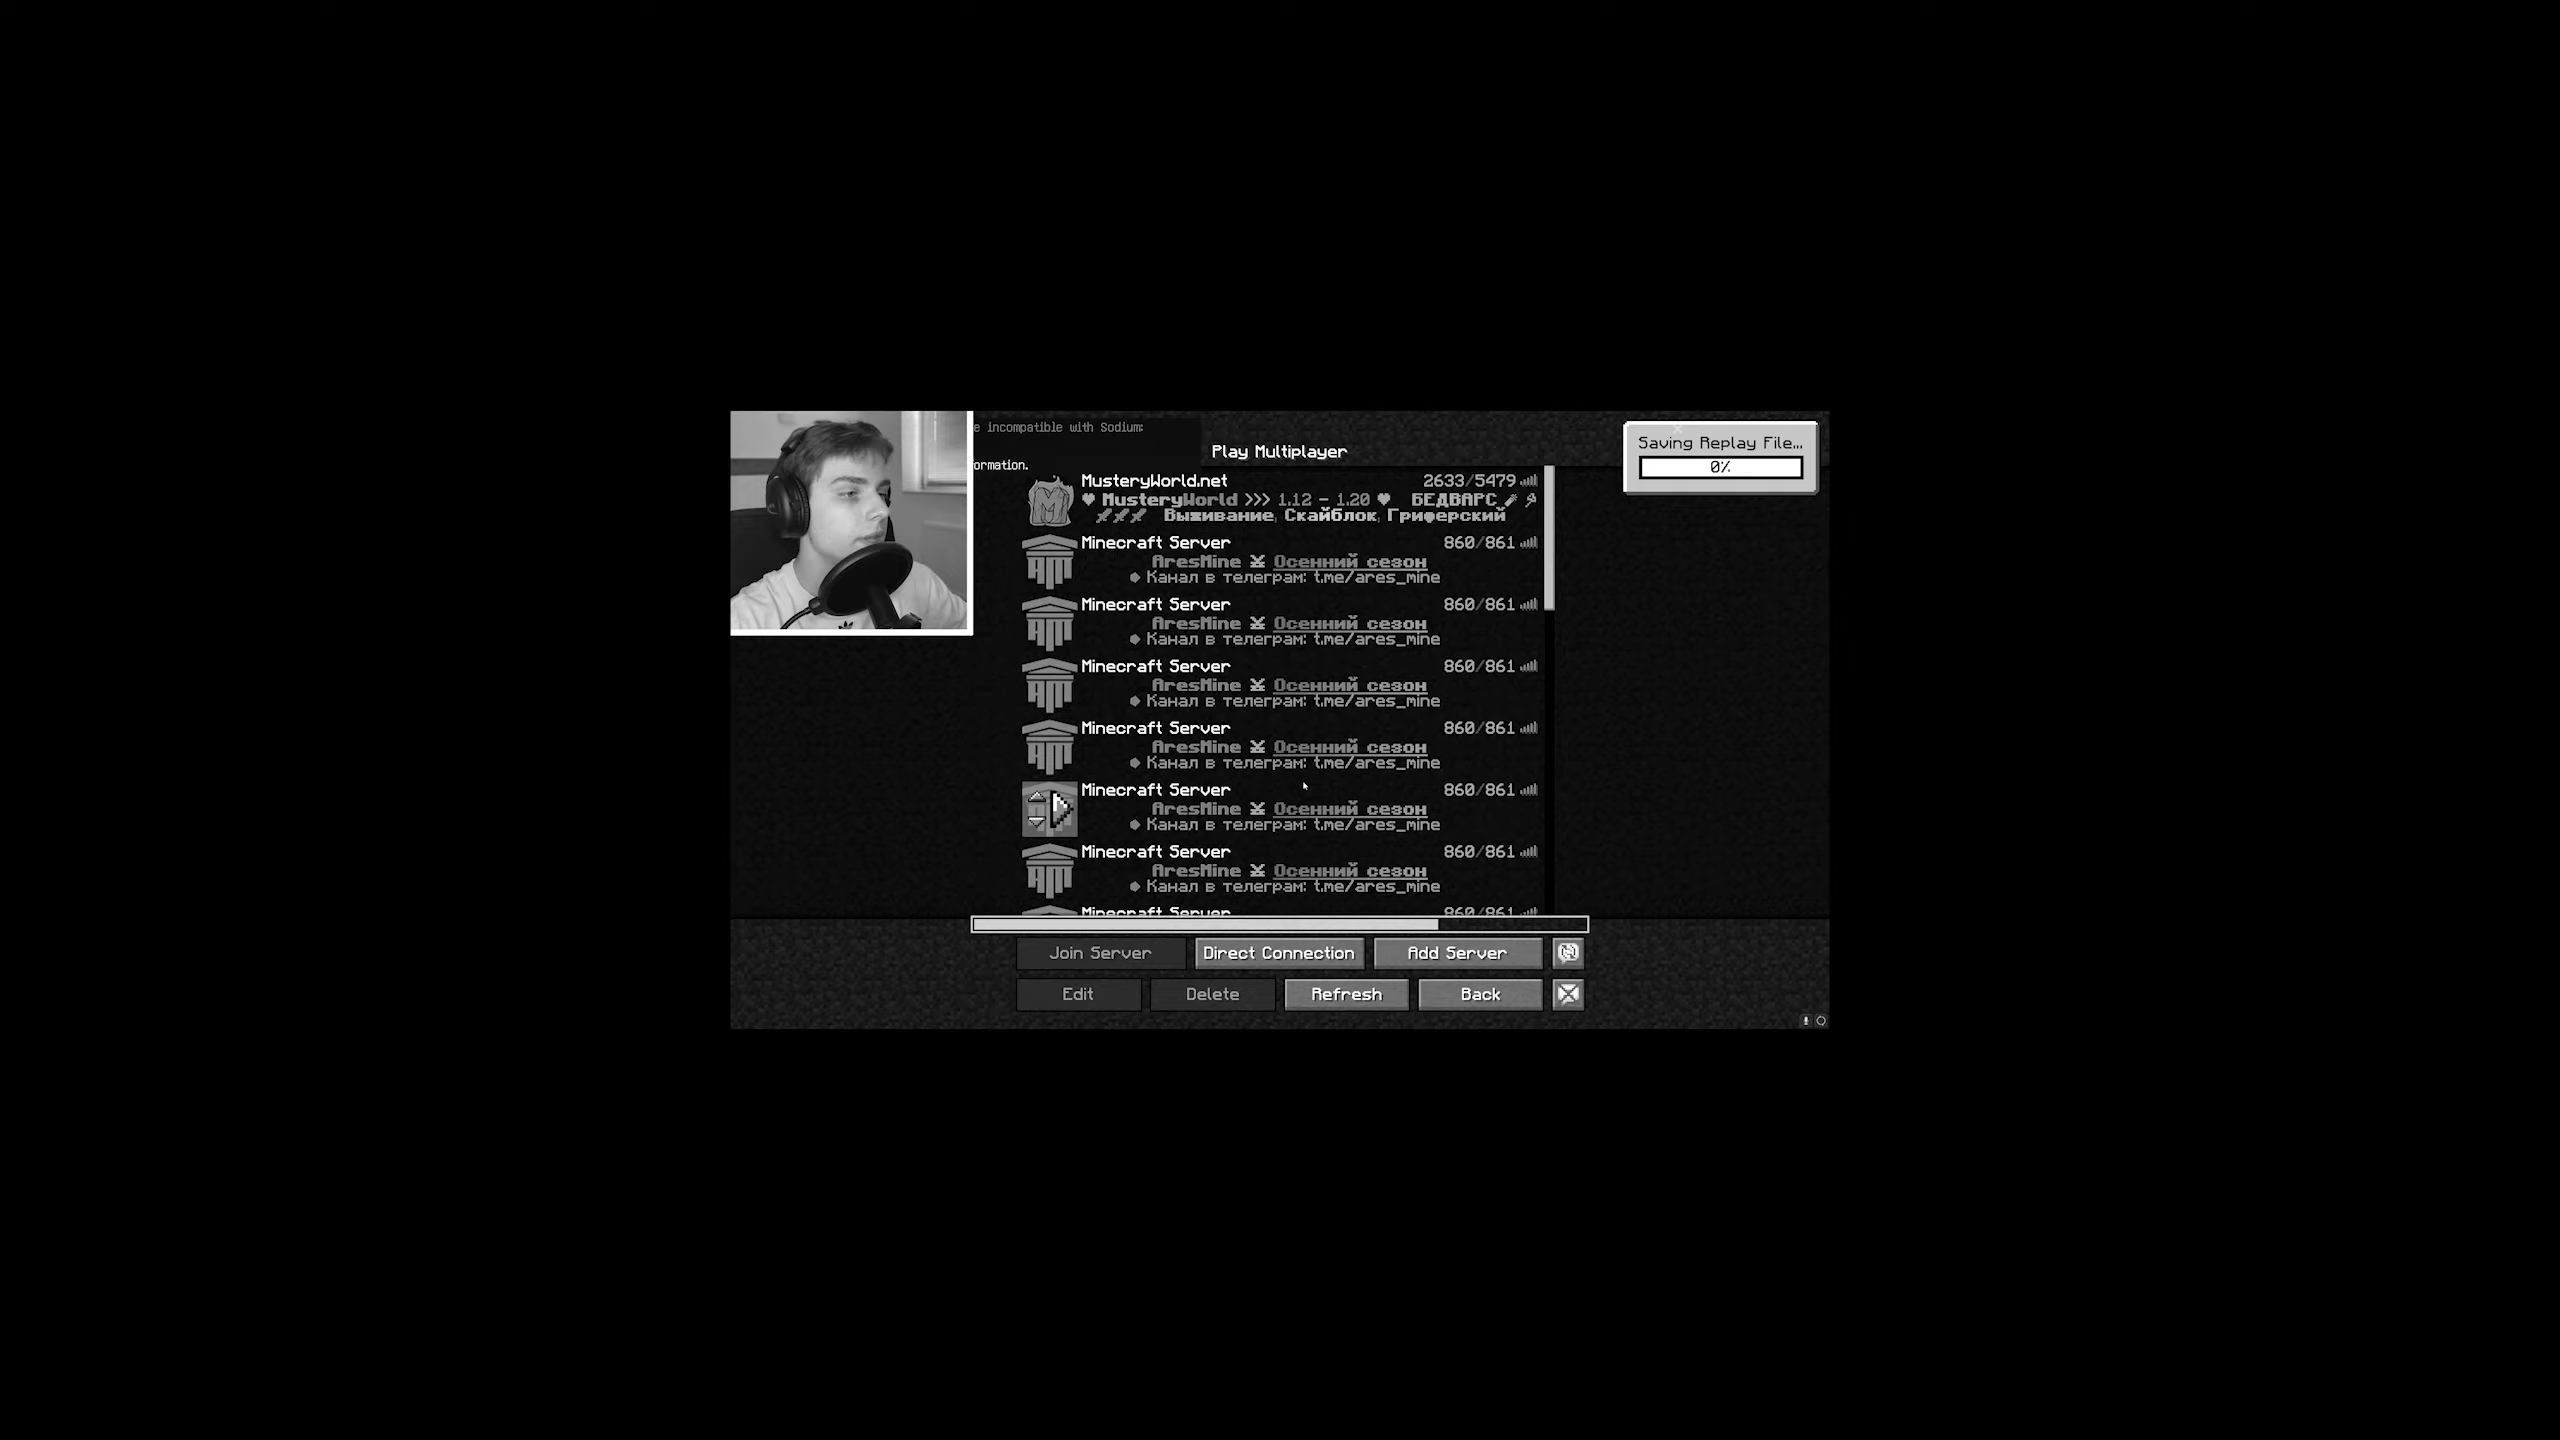 e incompatible with Sodium:
ormation.
Play Multiplayer
Saving Replay File...
0%
MusteryWorld.net 2633/5479
MusteryWorld >>> 1.12 - 1.20 ♥ БЕДВАРС
Выживание, Скайблок, Гриферский
Minecraft Server 860/861
AresMine Осенний сезон
Канал в телеграм: t.me/ares_mine
Minecraft Server 860/861
AresMine Осенний сезон
Канал в телеграм: t.me/ares_mine
Minecraft Server 860/861
AresMine Осенний сезон
Канал в телеграм: t.me/ares_mine
Minecraft Server 860/861
AresMine Осенний сезон
Канал в телеграм: t.me/ares_mine
Minecraft Server 860/861
AresMine Осенний сезон
Канал в телеграм: t.me/ares_mine
Minecraft Server 860/861
AresMine Осенний сезон
Канал в телеграм: t.me/ares_mine
Minecraft Server 860/861
Join Server Direct Connection Add Server
Edit Delete Refresh Back